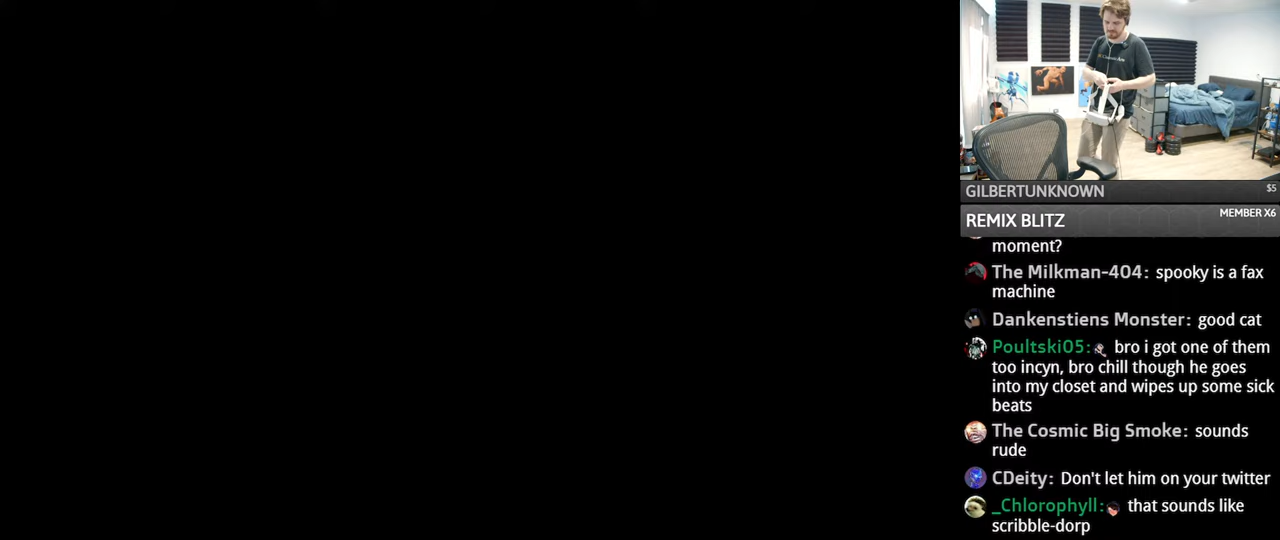 GILBERTUNKNOWN $5
REMIX BLITZ MEMBER X6
moment?
The Milkman-404: spooky is a fax
machine
Dankenstiens Monster: good cat
Poultski05: bro i got one of them
too incyn, bro chill though he goes
into my closet and wipes up some sick
beats
The Cosmic Big Smoke: sounds
rude
CDeity: Don't let him on your twitter
_Chlorophyll: that sounds like
scribble-dorp